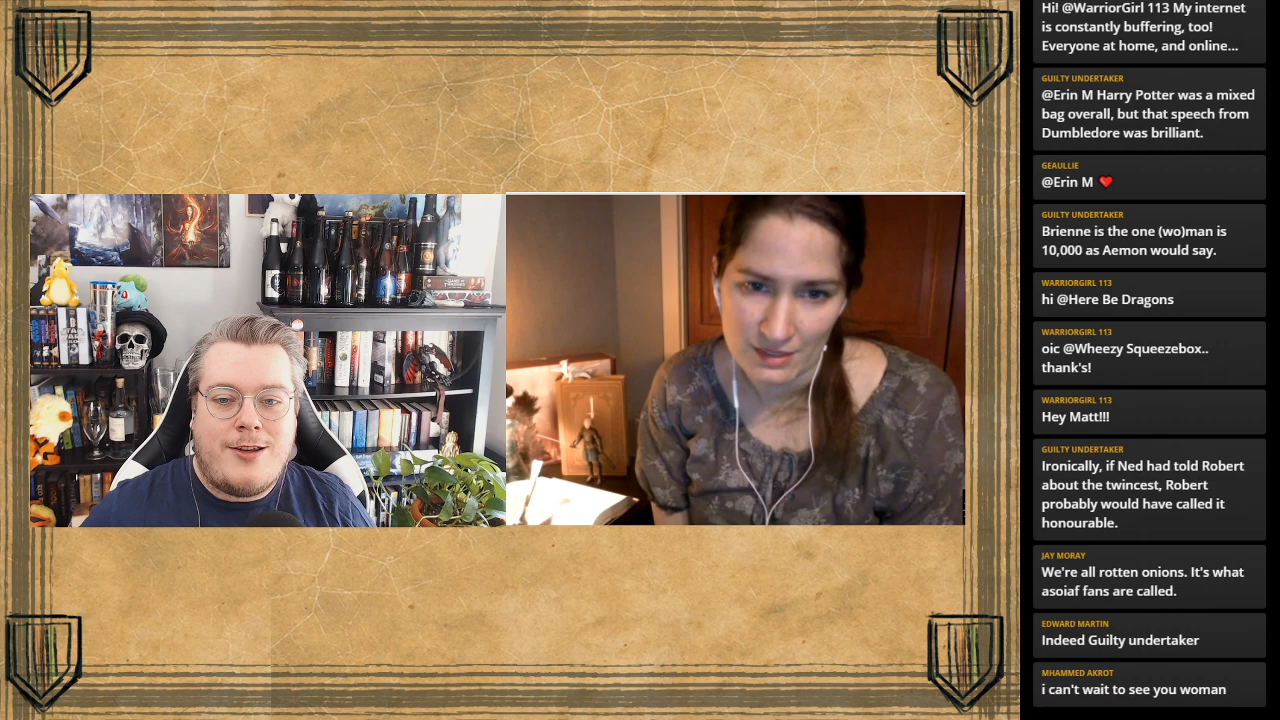 Hi! @WarriorGirl 113 My internet
is constantly buffering, too!
Everyone at home, and online...
GUILTY UNDERTAKER
@Erin M Harry Potter was a mixed
bag overall, but that speech from
Dumbledore was brilliant.
GEAULLIE
@Erin M ❤️
GUILTY UNDERTAKER
Brienne is the one (wo)man is
10,000 as Aemon would say.
WARRIORGIRL 113
hi @Here Be Dragons
WARRIORGIRL 113
oic @Wheezy Squeezebox..
thank's!
WARRIORGIRL 113
Hey Matt!!!
GUILTY UNDERTAKER
Ironically, if Ned had told Robert
about the twincest, Robert
probably would have called it
honourable.
JAY MORAY
We're all rotten onions. It's what
asoiaf fans are called.
EDWARD MARTIN
Indeed Guilty undertaker
MHAMMED AKROT
i can't wait to see you woman